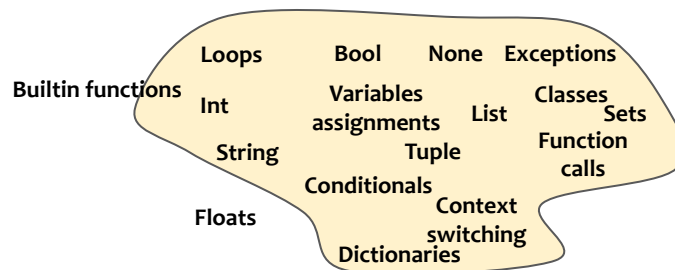 Loops
Bool
None
Exceptions
Builtin functions
Int
Variables
assignments
List
Classes
Sets
String
Tuple
Function
calls
Conditionals
Floats
Context
switching
Dictionaries